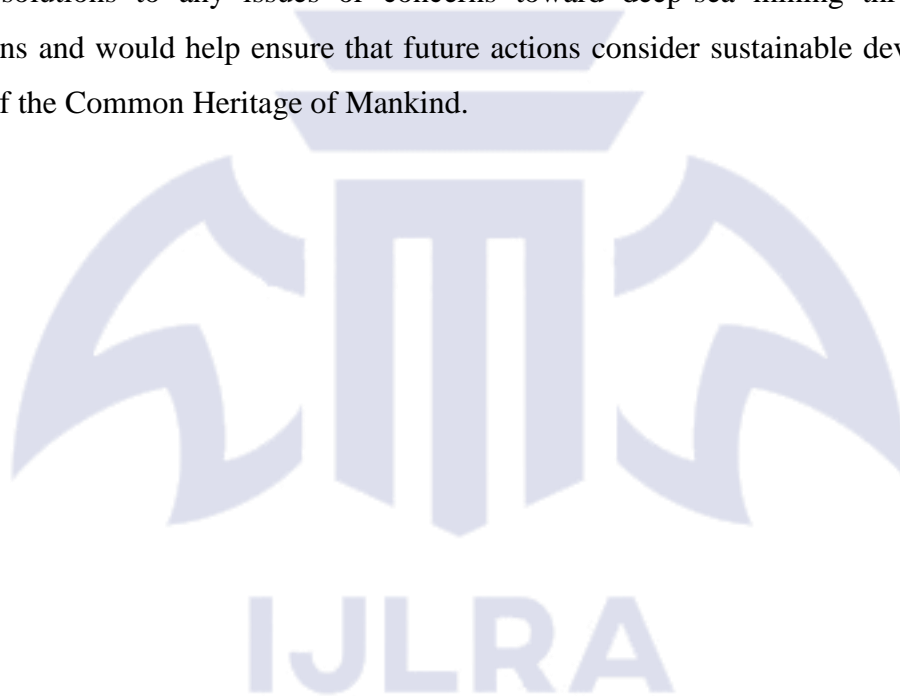 solutions to any issues or concerns toward deep-sea mining
and would help ensure that future actions consider sustainable
the Common Heritage of Mankind.
IJLRA